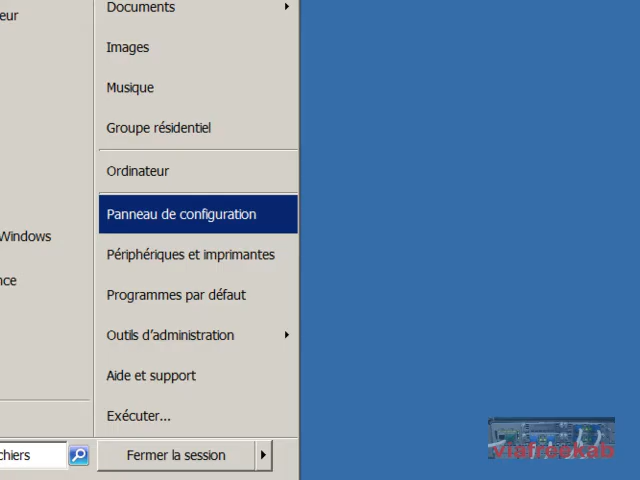 eur
Documents
Images
Musique
Groupe résidentiel
Ordinateur
Panneau de configuration
Windows
Périphériques et imprimantes
nce
Programmes par défaut
Outils d'administration
Aide et support
Exécuter...
chiers
Fermer la session
viafreekab